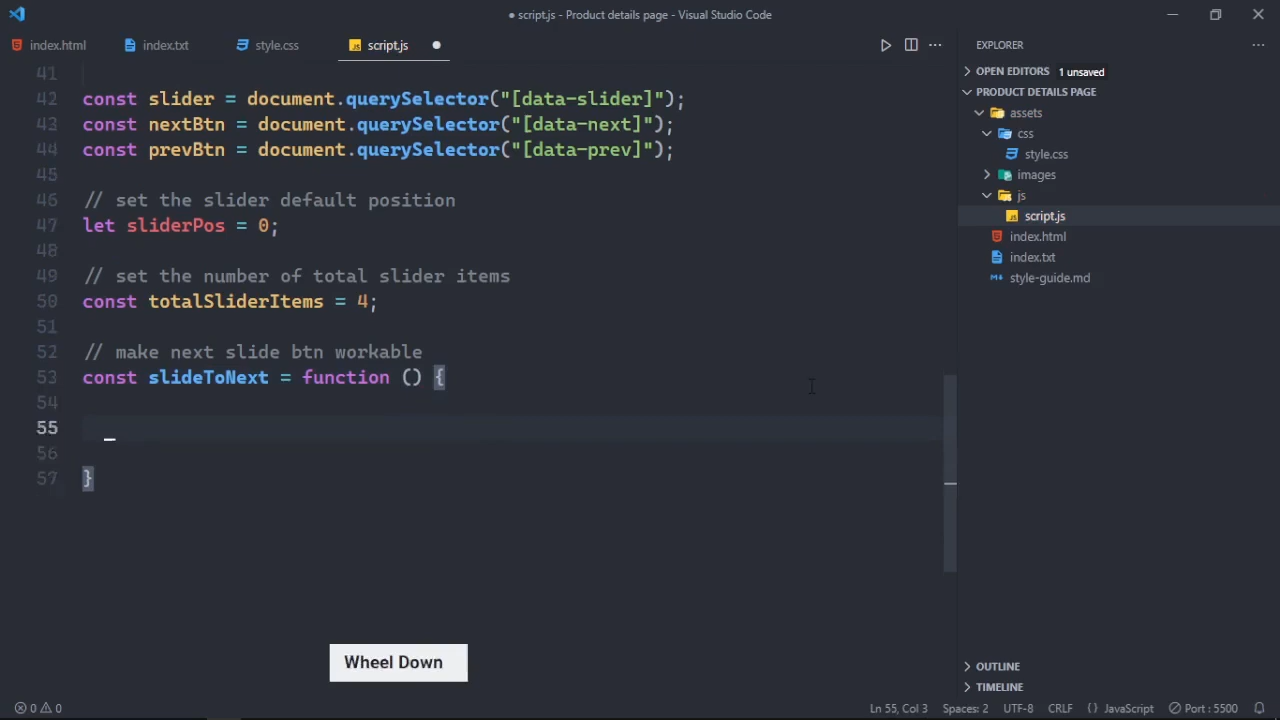 ● script.js - Product details page - Visual Studio Code
index.html
index.txt
style.css
JS script.js ●
EXPLORER
OPEN EDITORS 1 unsaved
PRODUCT DETAILS PAGE
assets
css
style.css
images
js
JS script.js
index.html
index.txt
style-guide.md
41
42 const slider = document.querySelector("[data-slider]");
43 const nextBtn = document.querySelector("[data-next]");
44 const prevBtn = document.querySelector("[data-prev]");
45
46 // set the slider default position
47 let sliderPos = 0;
48
49 // set the number of total slider items
50 const totalSliderItems = 4;
51
52 // make next slide btn workable
53 const slideToNext = function () {
54
55
56
57 }
Wheel Down
OUTLINE
TIMELINE
0 0
Ln 55, Col 3 Spaces: 2 UTF-8 CRLF {} JavaScript Port : 5500